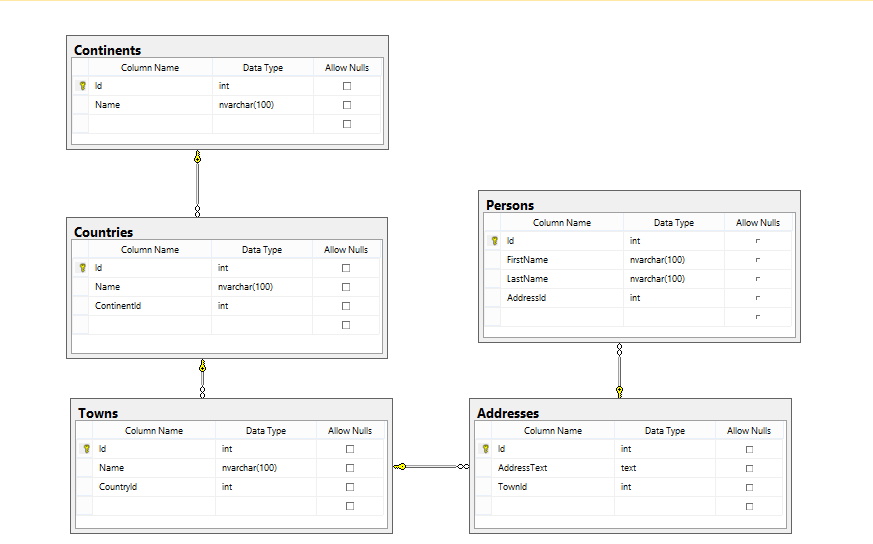 Continents
Column Name Data Type Allow Nulls
Id int
Name nvarchar(100)
Countries
Column Name Data Type Allow Nulls
Id int
Name nvarchar(100)
ContinentId int
Persons
Column Name Data Type Allow Nulls
Id int
FirstName nvarchar(100)
LastName nvarchar(100)
AddressId int
Towns
Column Name Data Type Allow Nulls
Id int
Name nvarchar(100)
CountryId int
Addresses
Column Name Data Type Allow Nulls
Id int
AddressText text
TownId int